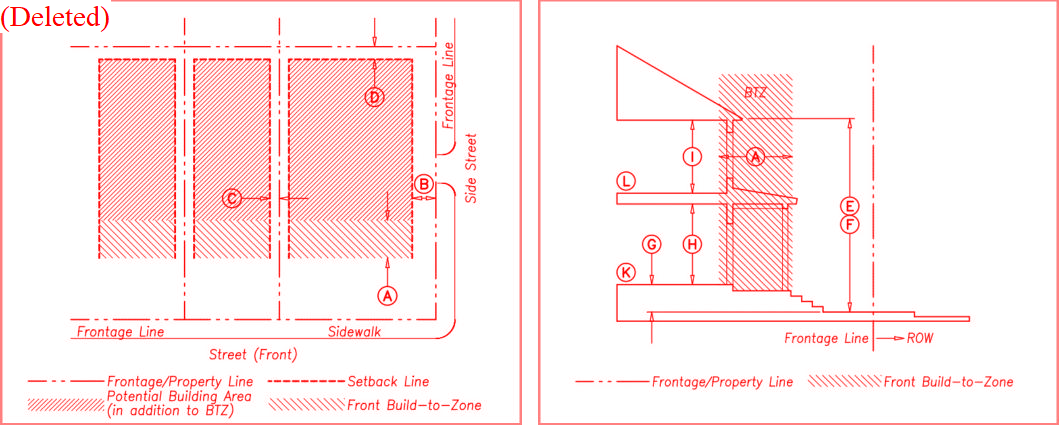 (Deleted)
Frontage Line
D
Side Street
B
C
A
Frontage Line
Sidewalk
Street (Front)
Frontage/Property Line
Setback Line
Potential Building Area
(in addition to BTZ)
Front Build-to-Zone
BTZ
I
A
L
E
F
G
H
K
Frontage Line
ROW
Frontage/Property Line
Front Build-to-Zone